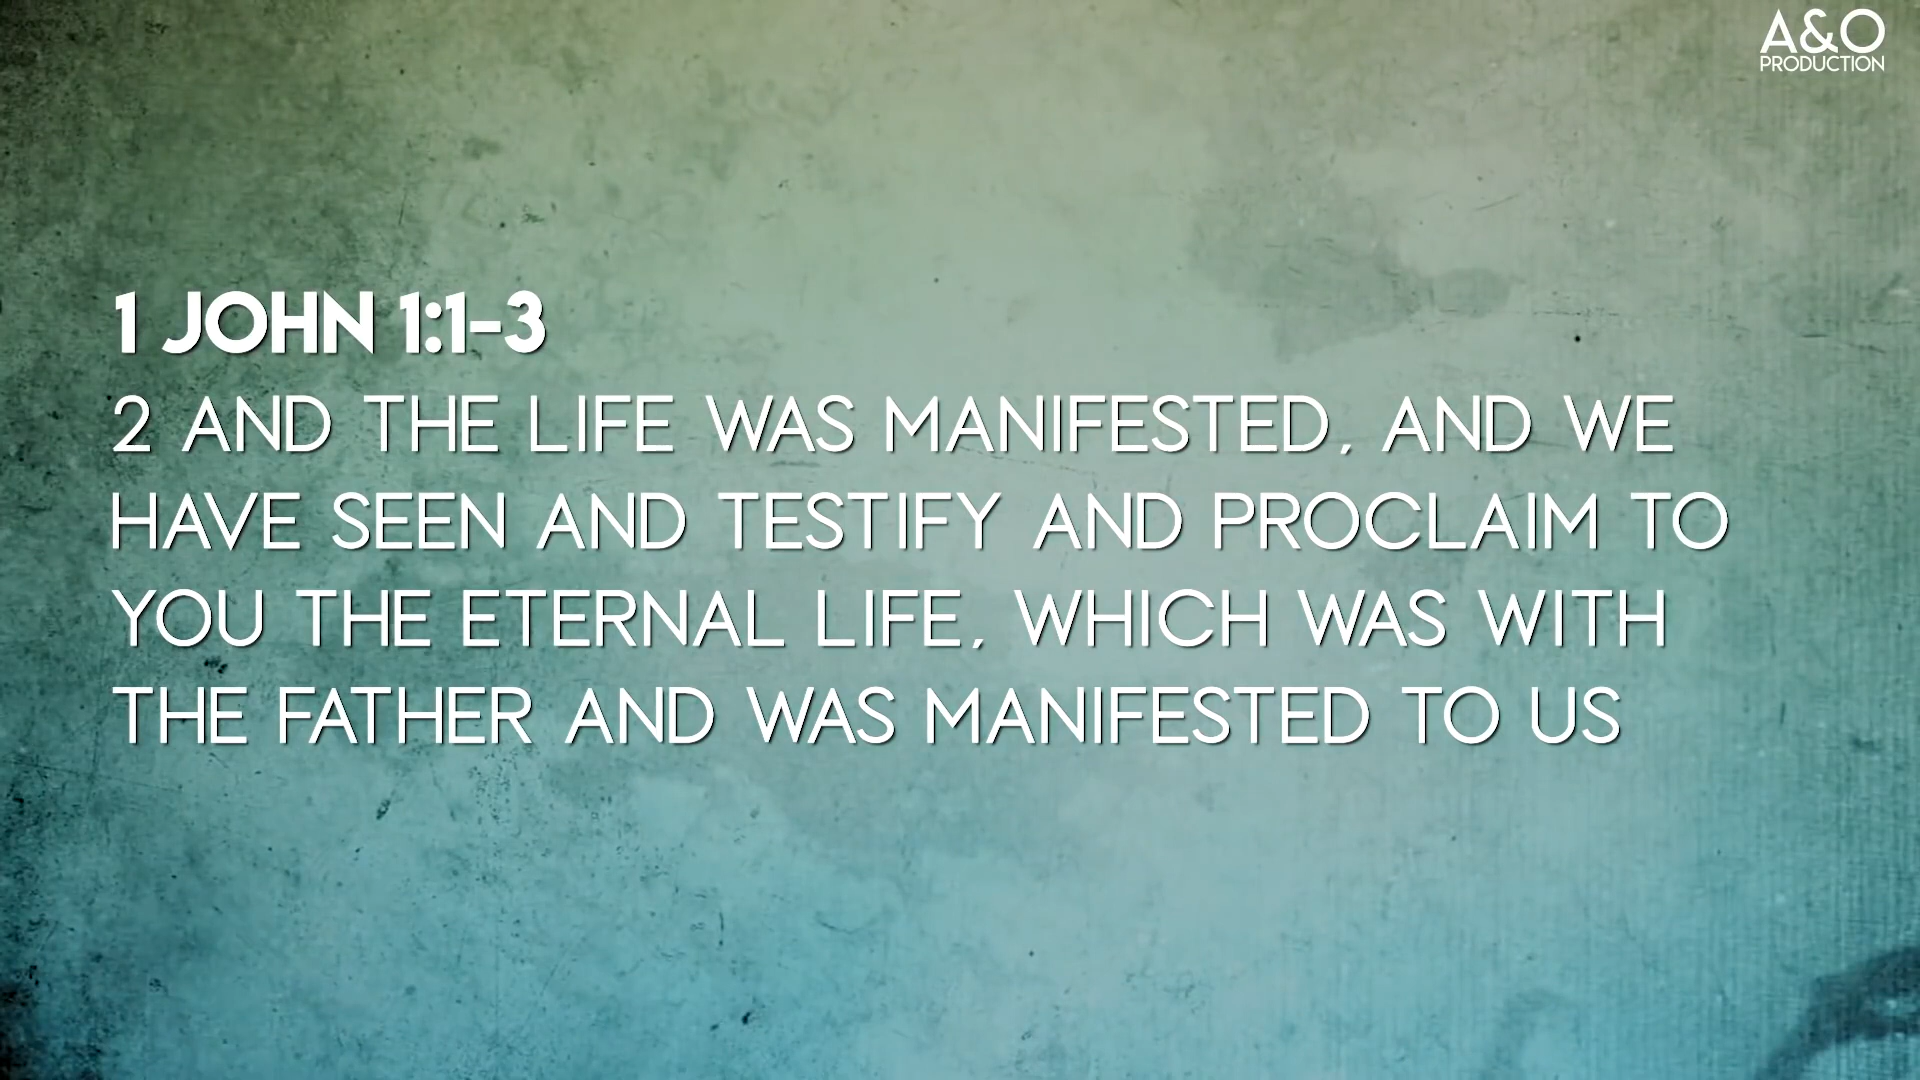 A&O
PRODUCTION
1 JOHN 1:1-3
2 AND THE LIFE WAS MANIFESTED, AND WE
HAVE SEEN AND TESTIFY AND PROCLAIM TO
YOU THE ETERNAL LIFE, WHICH WAS WITH
THE FATHER AND WAS MANIFESTED TO US